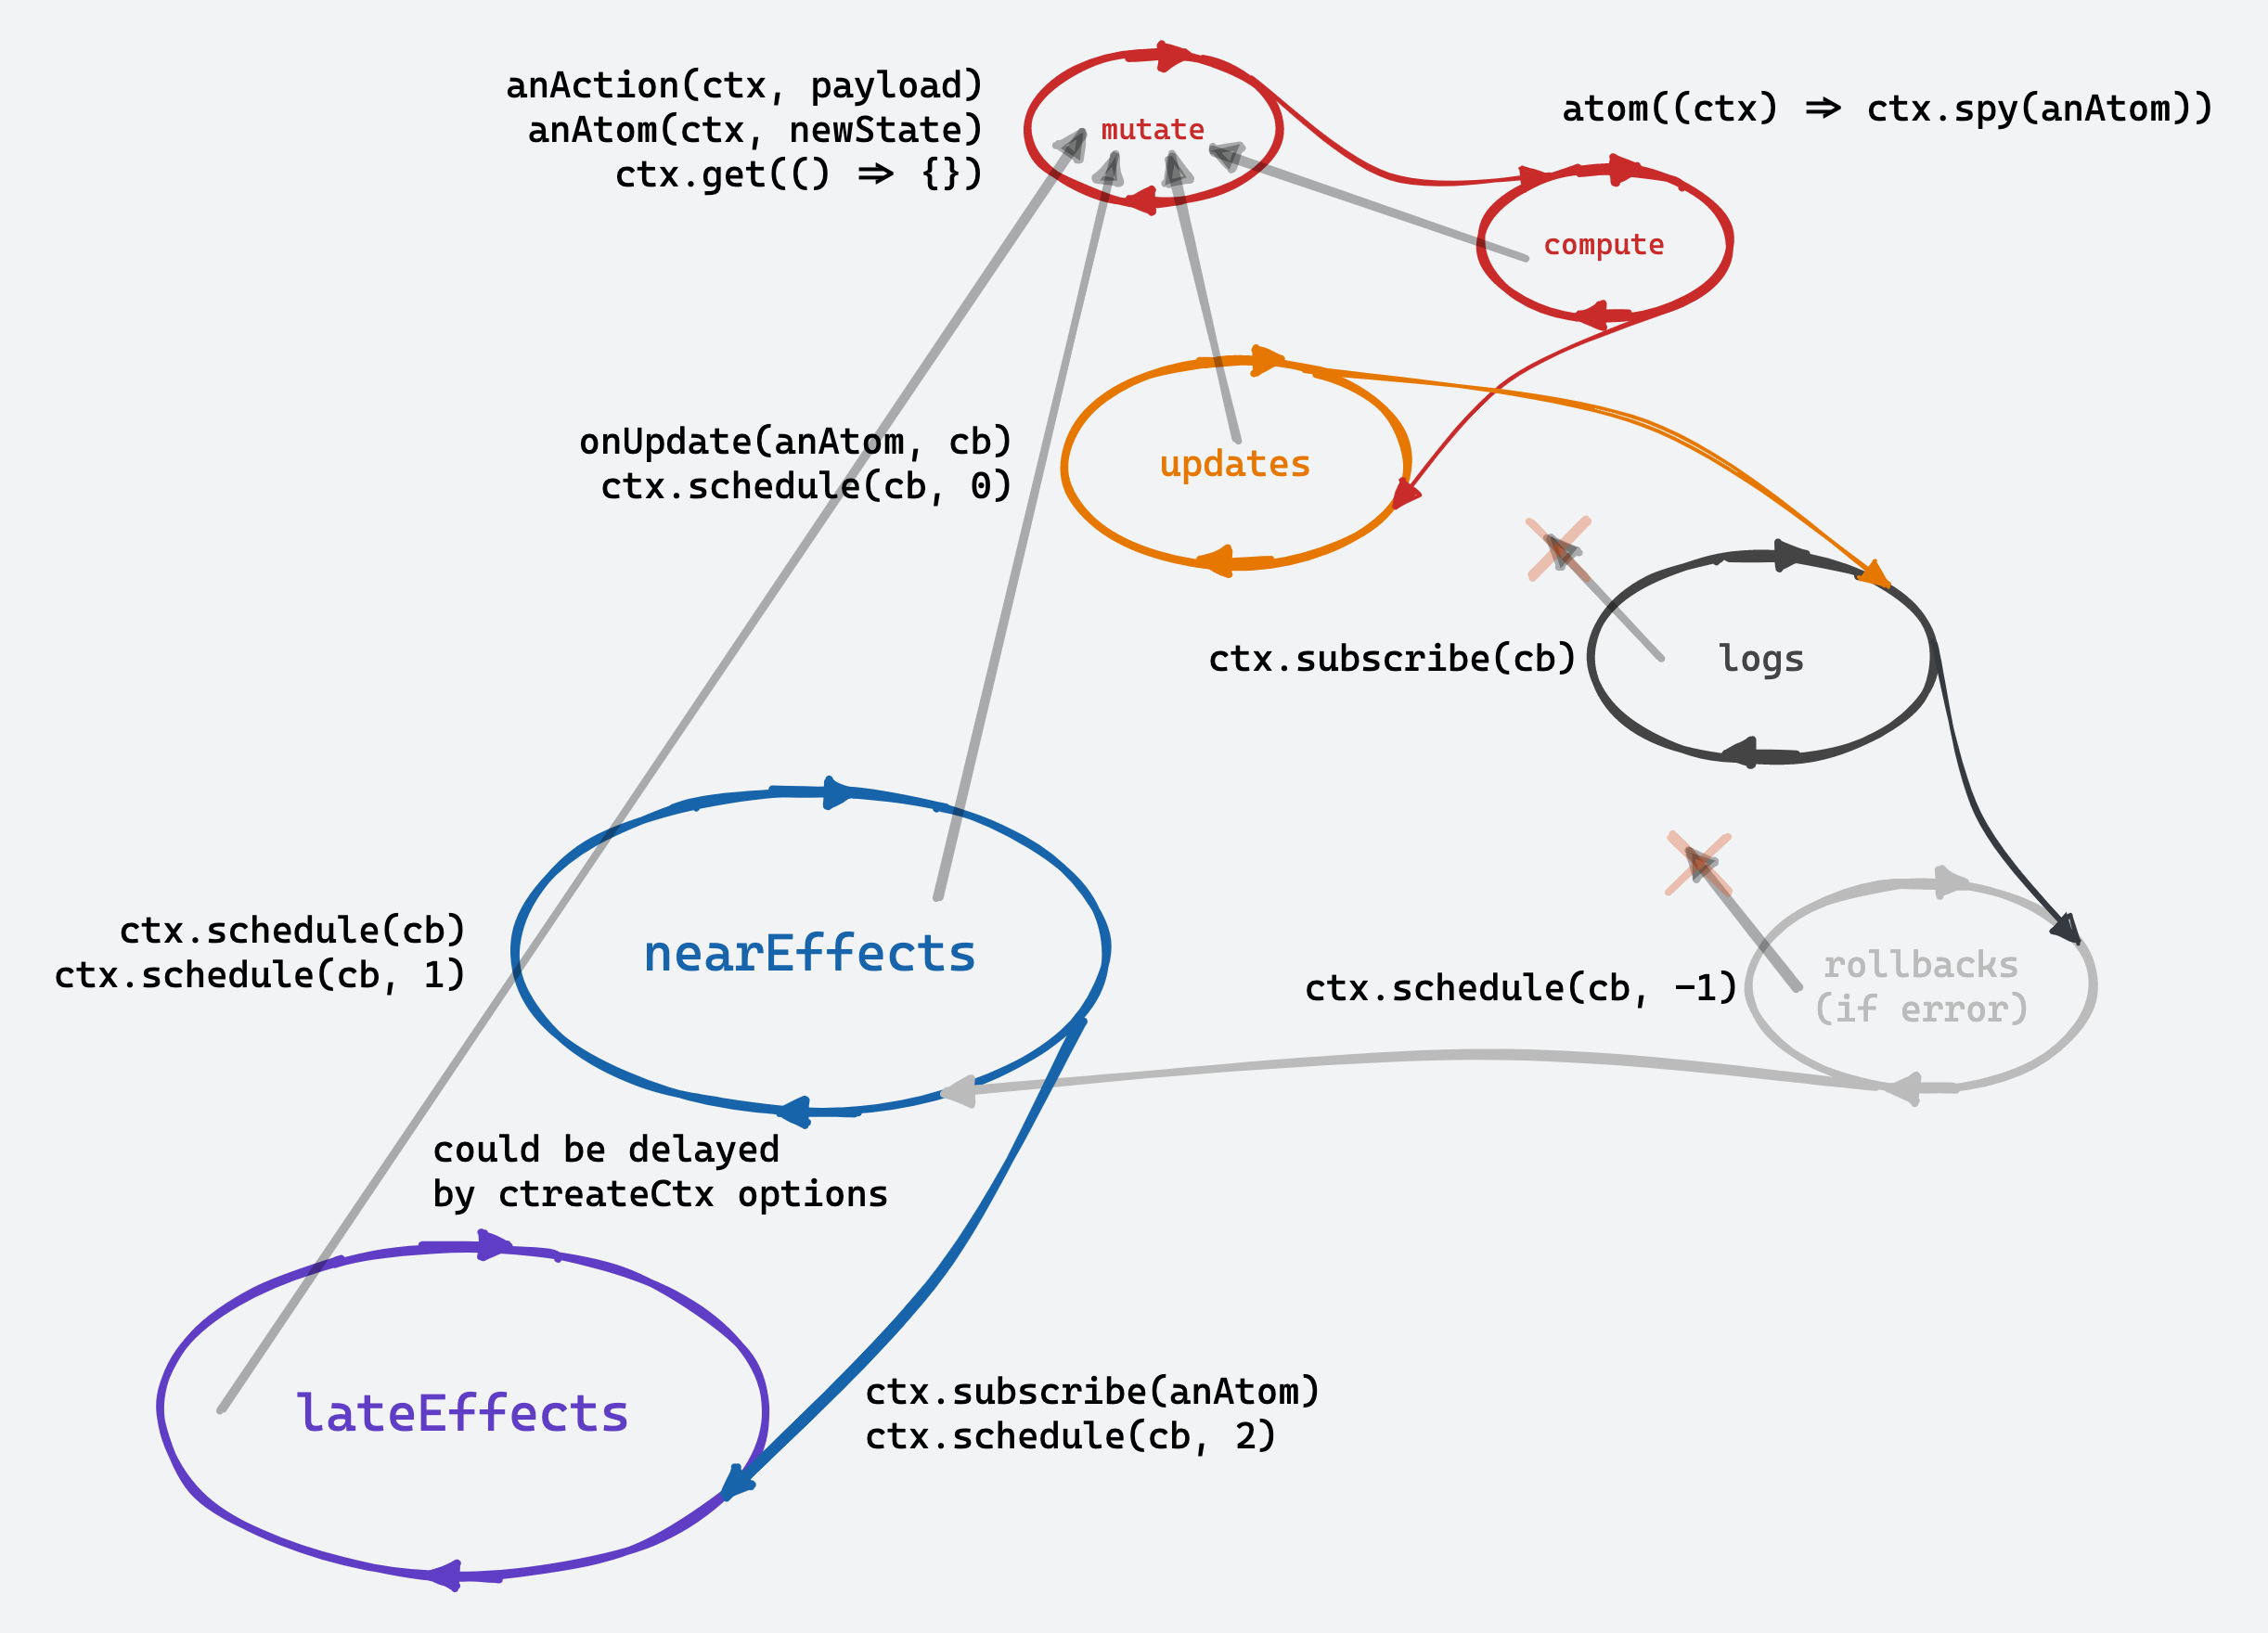 anAction(ctx, payload)
anAtom(ctx, newState)
ctx.get(() => {})
mutate
atom((ctx) => ctx.spy(anAtom))
compute
onUpdate(anAtom, cb)
ctx.schedule(cb, 0)
updates
ctx.subscribe(cb)
logs
ctx.schedule(cb)
ctx.schedule(cb, 1)
nearEffects
ctx.schedule(cb, -1)
rollbacks
(if error)
could be delayed
by ctreateCtx options
lateEffects
ctx.subscribe(anAtom)
ctx.schedule(cb, 2)